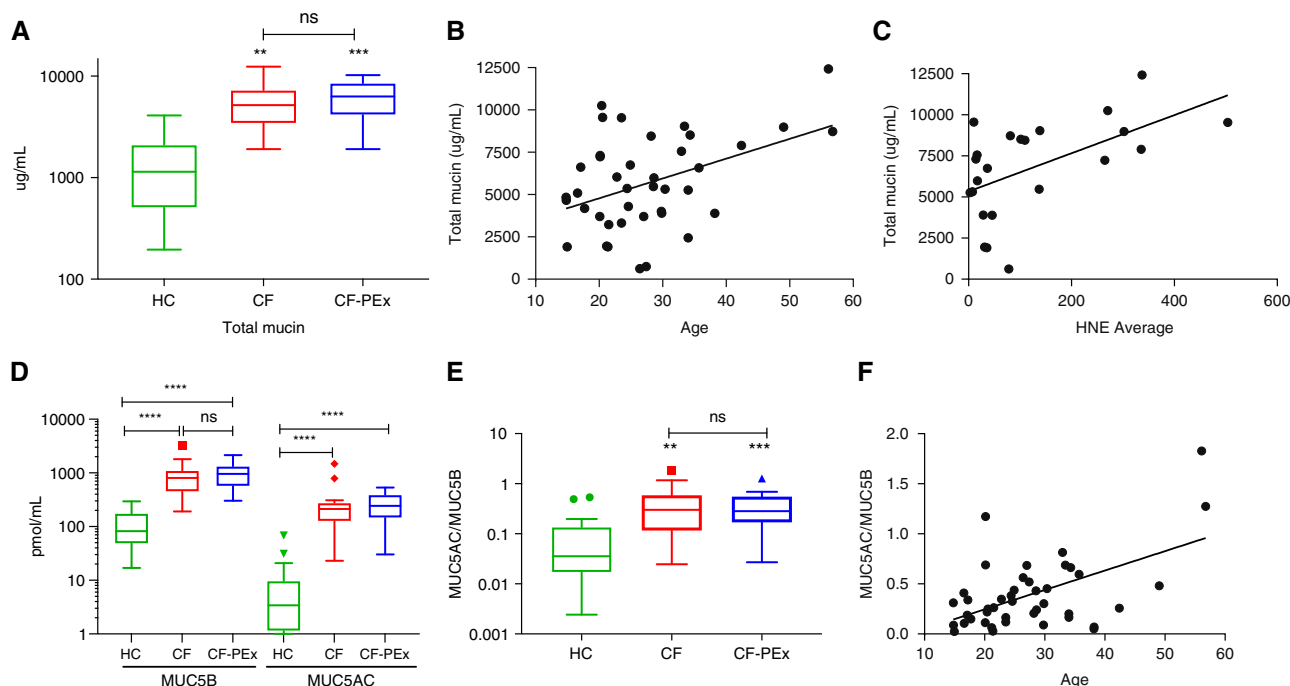 A
ns
**
***
10000
1000
100
ug/mL
HC
CF
CF-PEx
Total mucin
B
12500
10000
7500
5000
2500
0
Total mucin (ug/mL)
10
20
30
40
50
60
Age
C
12500
10000
7500
5000
2500
0
Total mucin (ug/mL)
0
200
400
600
HNE Average
D
****
****
ns
****
****
10000
1000
100
10
1
pmol/mL
HC
CF
CF-PEx
HC
CF
CF-PEx
MUC5B
MUC5AC
E
ns
**
***
10
1
0.1
0.01
0.001
MUC5AC/MUC5B
HC
CF
CF-PEx
F
2.0
1.5
1.0
0.5
0.0
MUC5AC/MUC5B
10
20
30
40
50
60
Age